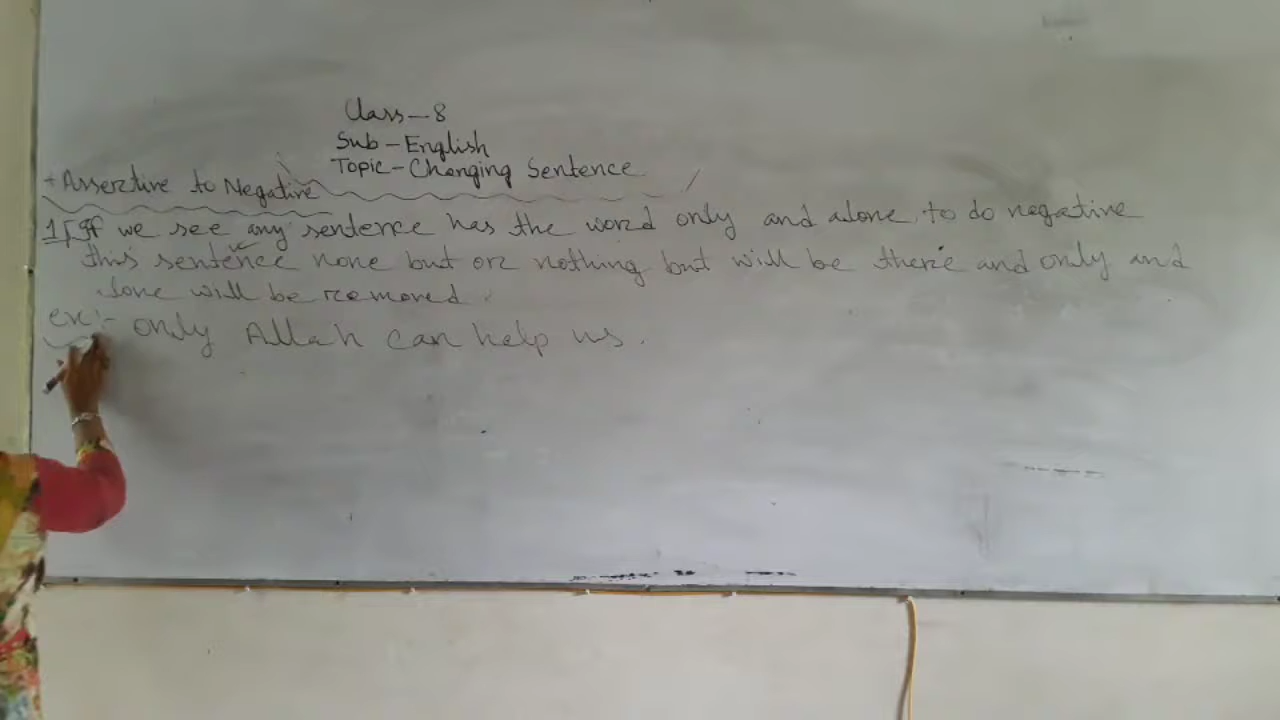 Class - 8
Sub - English
Topic - Changing Sentence
Assertive to Negative
1, If we see any sentence has the word only and alone, to do negative
this sentence none but or nothing but will be there and only and
lone will be removed.
ex:- only Allah can help us.